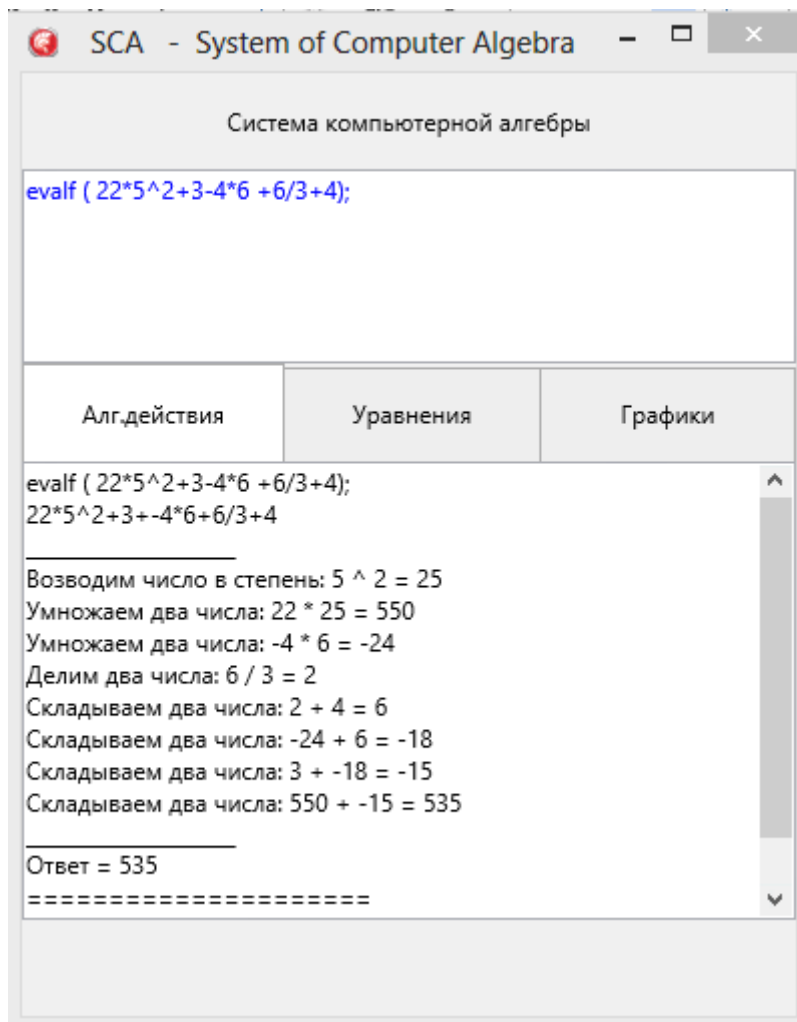 SCA - System of Computer Algebra
Система компьютерной алгебры
evalf ( 22*5^2+3-4*6 +6/3+4);
Алг.действия Уравнения Графики
evalf ( 22*5^2+3-4*6 +6/3+4);
22*5^2+3+-4*6+6/3+4
___________________
Возводим число в степень: 5 ^ 2 = 25
Умножаем два числа: 22 * 25 = 550
Умножаем два числа: -4 * 6 = -24
Делим два числа: 6 / 3 = 2
Складываем два числа: 2 + 4 = 6
Складываем два числа: -24 + 6 = -18
Складываем два числа: 3 + -18 = -15
Складываем два числа: 550 + -15 = 535
___________________
Ответ = 535
=====================